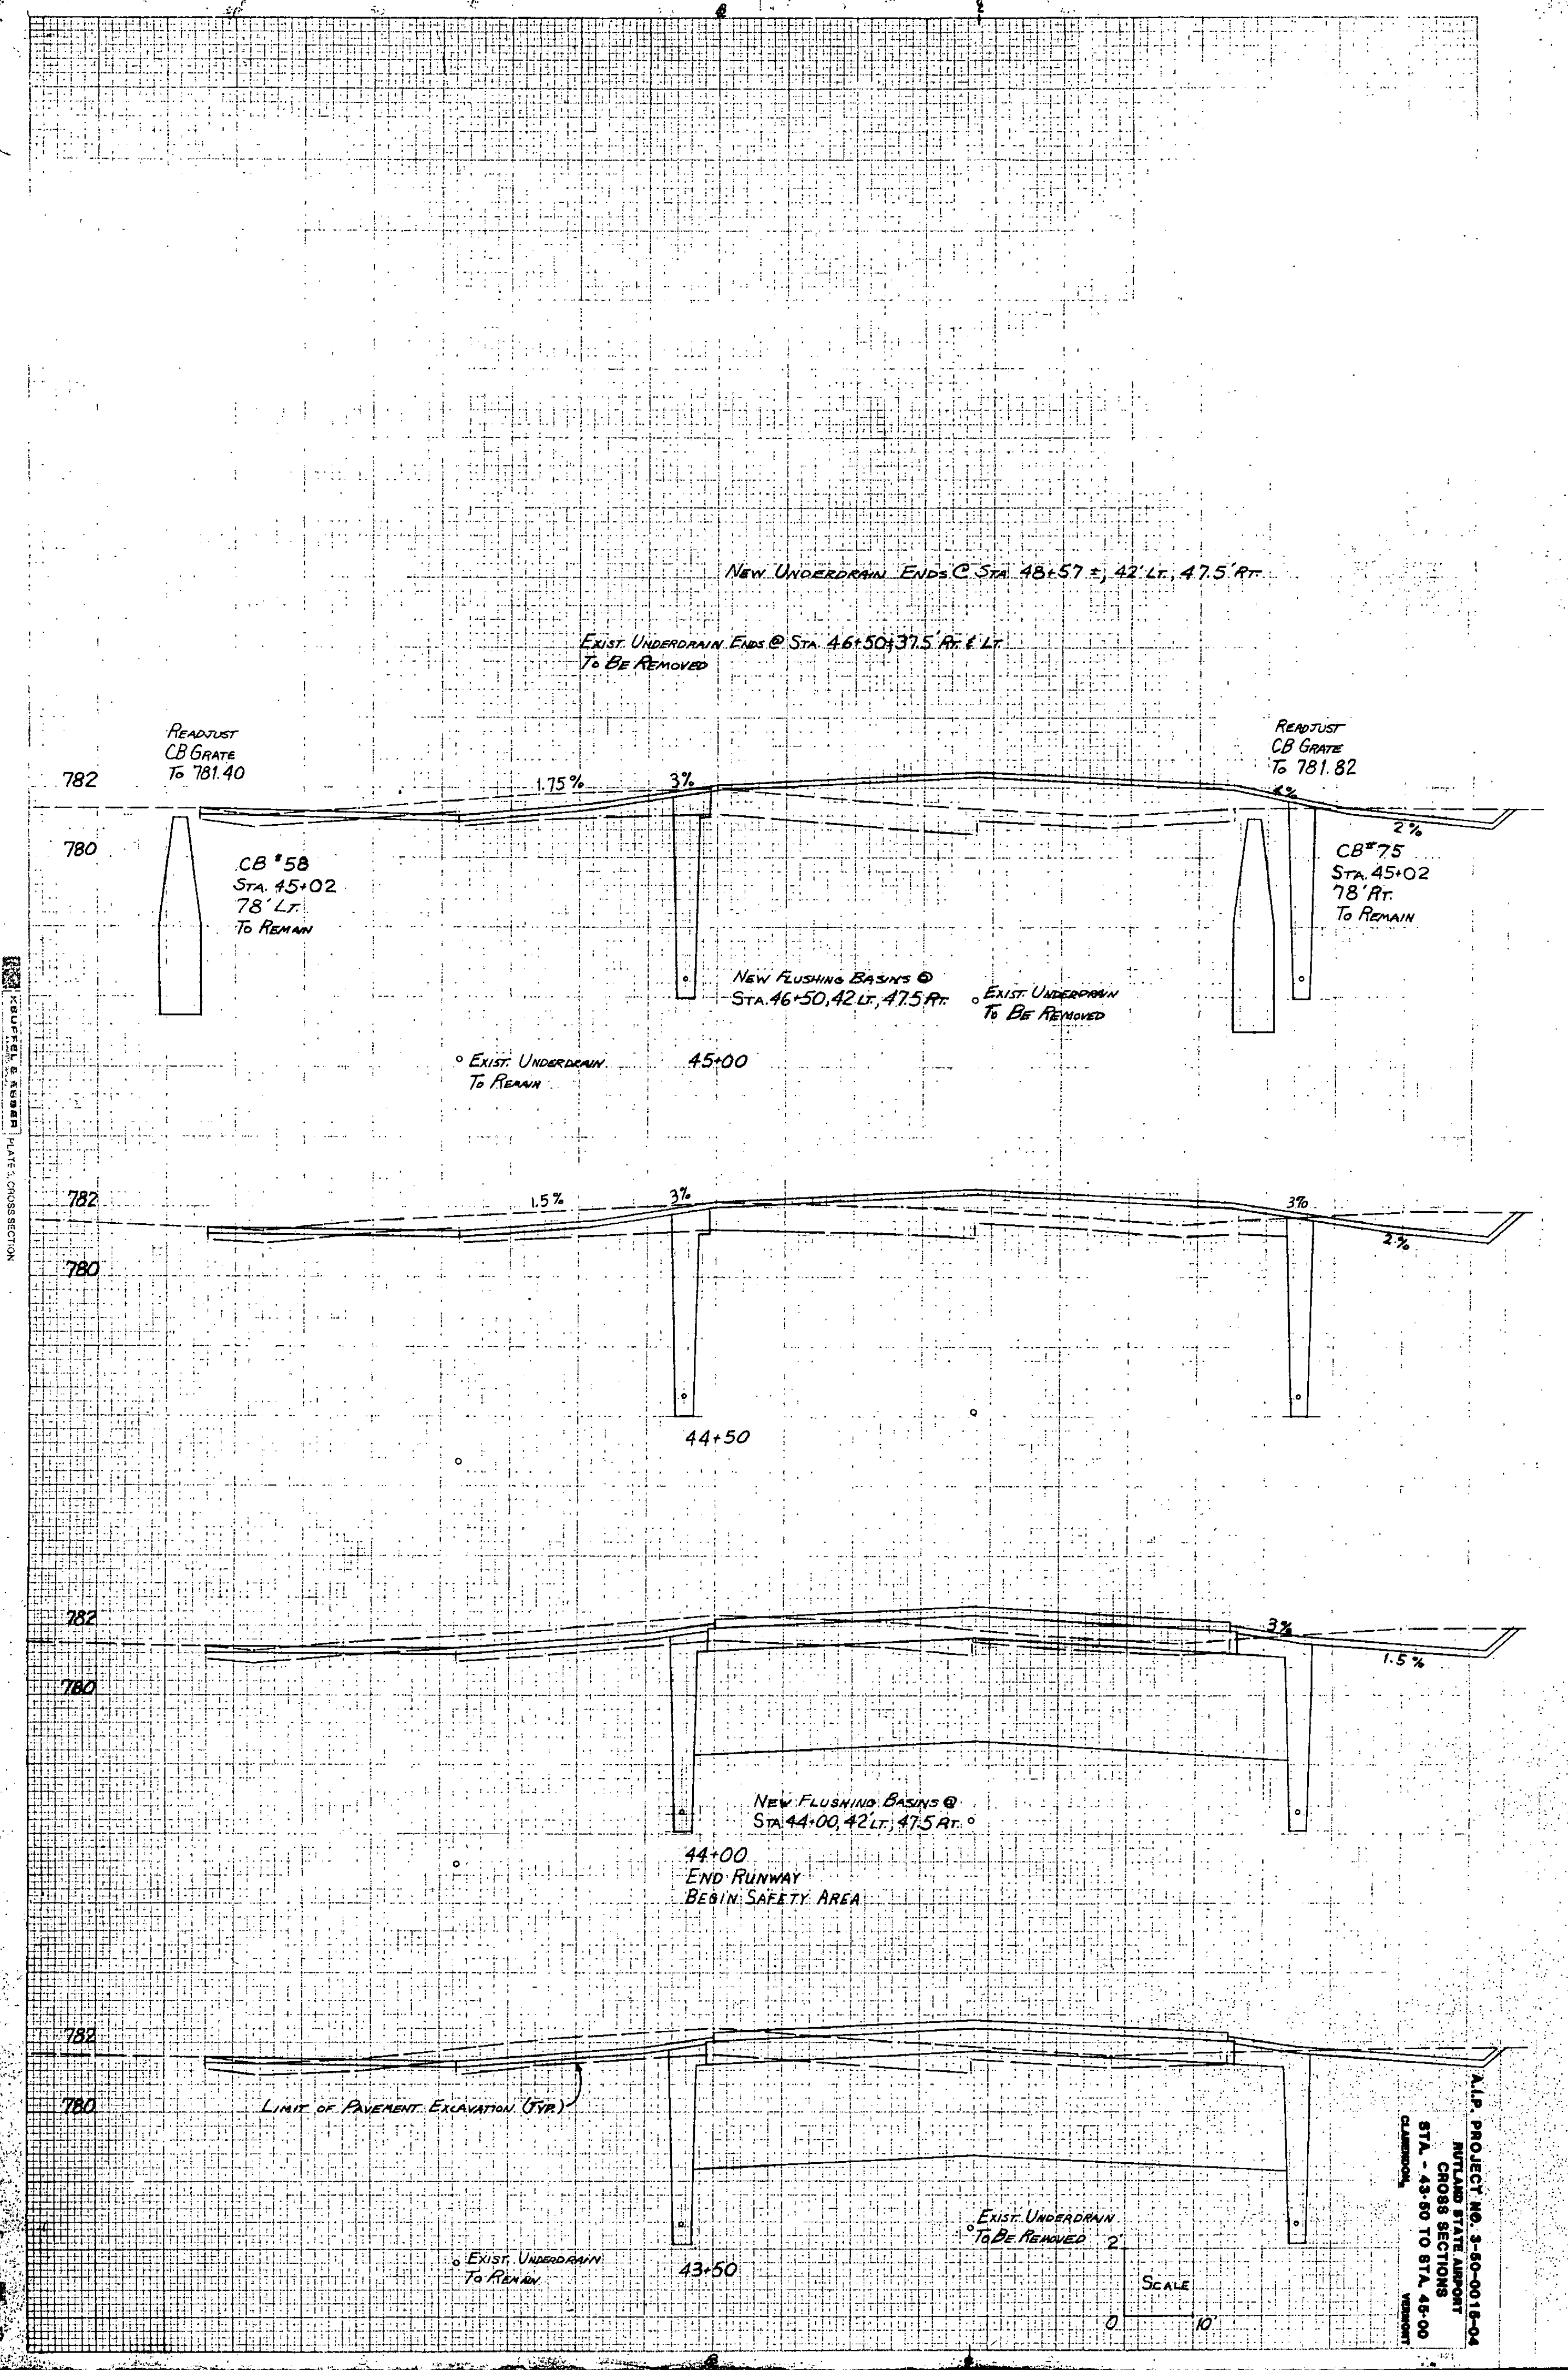 NEW UNDERDRAIN ENDS @ STA 48+57 ±, 42' LT., 47.5' RT.
EXIST. UNDERDRAIN ENDS @ STA. 46+50±37.5 RT. & LT.
TO BE REMOVED
READJUST
CB GRATE
TO 781.40
READJUST
CB GRATE
TO 781.82
782
1.75 %
3%
2 %
780
CB #58
STA. 45+02
78' LT.
TO REMAIN
CB #75
STA. 45+02
78' RT.
TO REMAIN
NEW FLUSHING BASINS @
STA. 46+50, 42 LT., 47.5 RT.
EXIST. UNDERDRAIN
TO BE REMOVED
EXIST. UNDERDRAIN
TO REMAIN
45+00
KEUFFEL & ESSER PLATE 3, CROSS SECTION
782
1.5 %
3%
3%
2 %
780
44+50
782
3%
1.5 %
780
NEW FLUSHING BASINS @
STA. 44+00, 42' LT., 47.5 RT.
44+00
END RUNWAY
BEGIN SAFETY AREA
782
780
LIMIT OF PAVEMENT EXCAVATION (TYP.)
EXIST. UNDERDRAIN
TO BE REMOVED
EXIST. UNDERDRAIN
TO REMAIN
43+50
2'
SCALE
0
10'
A.I.P. PROJECT NO. 3-50-0015-04
RUTLAND STATE AIRPORT
CROSS SECTIONS
STA. - 43+50 TO STA. 45+00
CLARENDON, VERMONT